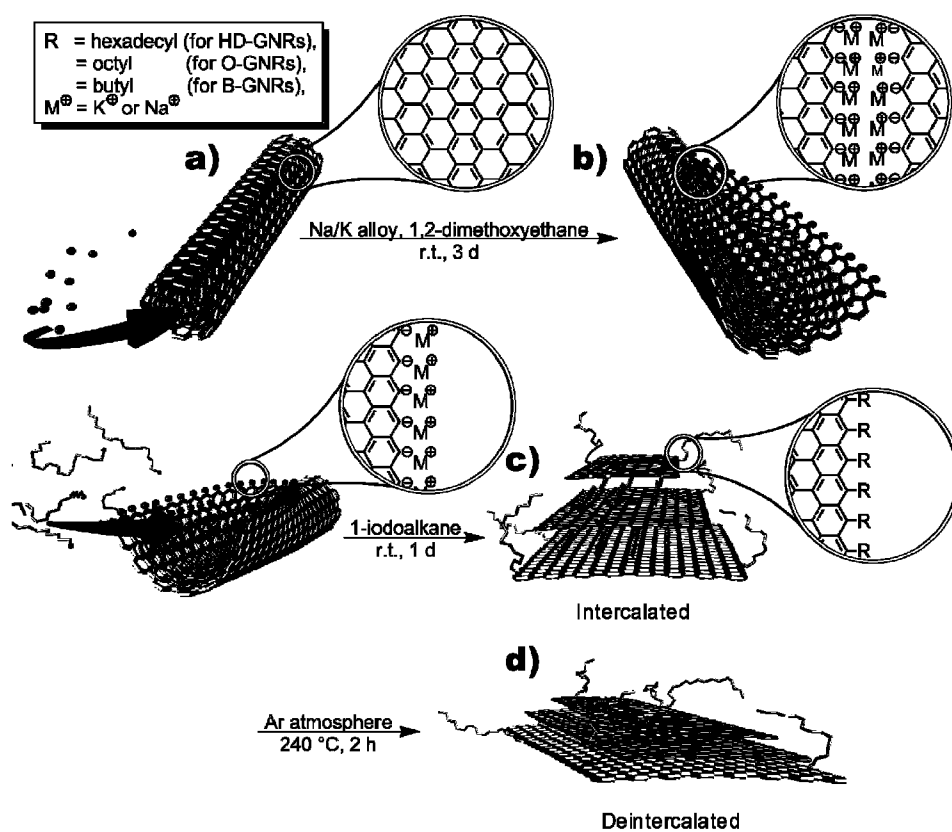 R = hexadecyl (for HD-GNRs),
= octyl (for O-GNRs),
= butyl (for B-GNRs),
M⊕ = K⊕ or Na⊕
a)
b)
⊖ M⊕ M⊕ ⊖
⊖ M⊕ M⊕ ⊖
⊖ M⊕ M⊕ ⊖
⊖ M⊕ M⊕ ⊖
⊖ M⊕ M⊕ ⊖
⊖ M⊕ M⊕ ⊖
Na/K alloy, 1,2-dimethoxyethane
r.t., 3 d
⊖ M⊕
⊖ M⊕
⊖ M⊕
⊖ M⊕
⊖ M⊕
⊖ ⊕
c)
R
R
R
R
R
R
1-iodoalkane
r.t., 1 d
Intercalated
d)
Ar atmosphere
240 °C, 2 h
Deintercalated